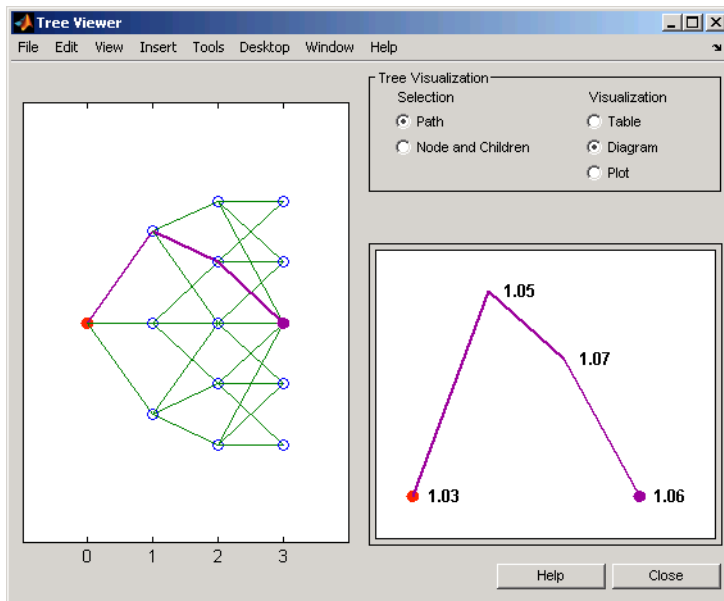 Tree Viewer
File Edit View Insert Tools Desktop Window Help
Tree Visualization
Selection Visualization
Path Table
Node and Children Diagram
Plot
1.05
1.07
1.03 1.06
0 1 2 3
Help Close